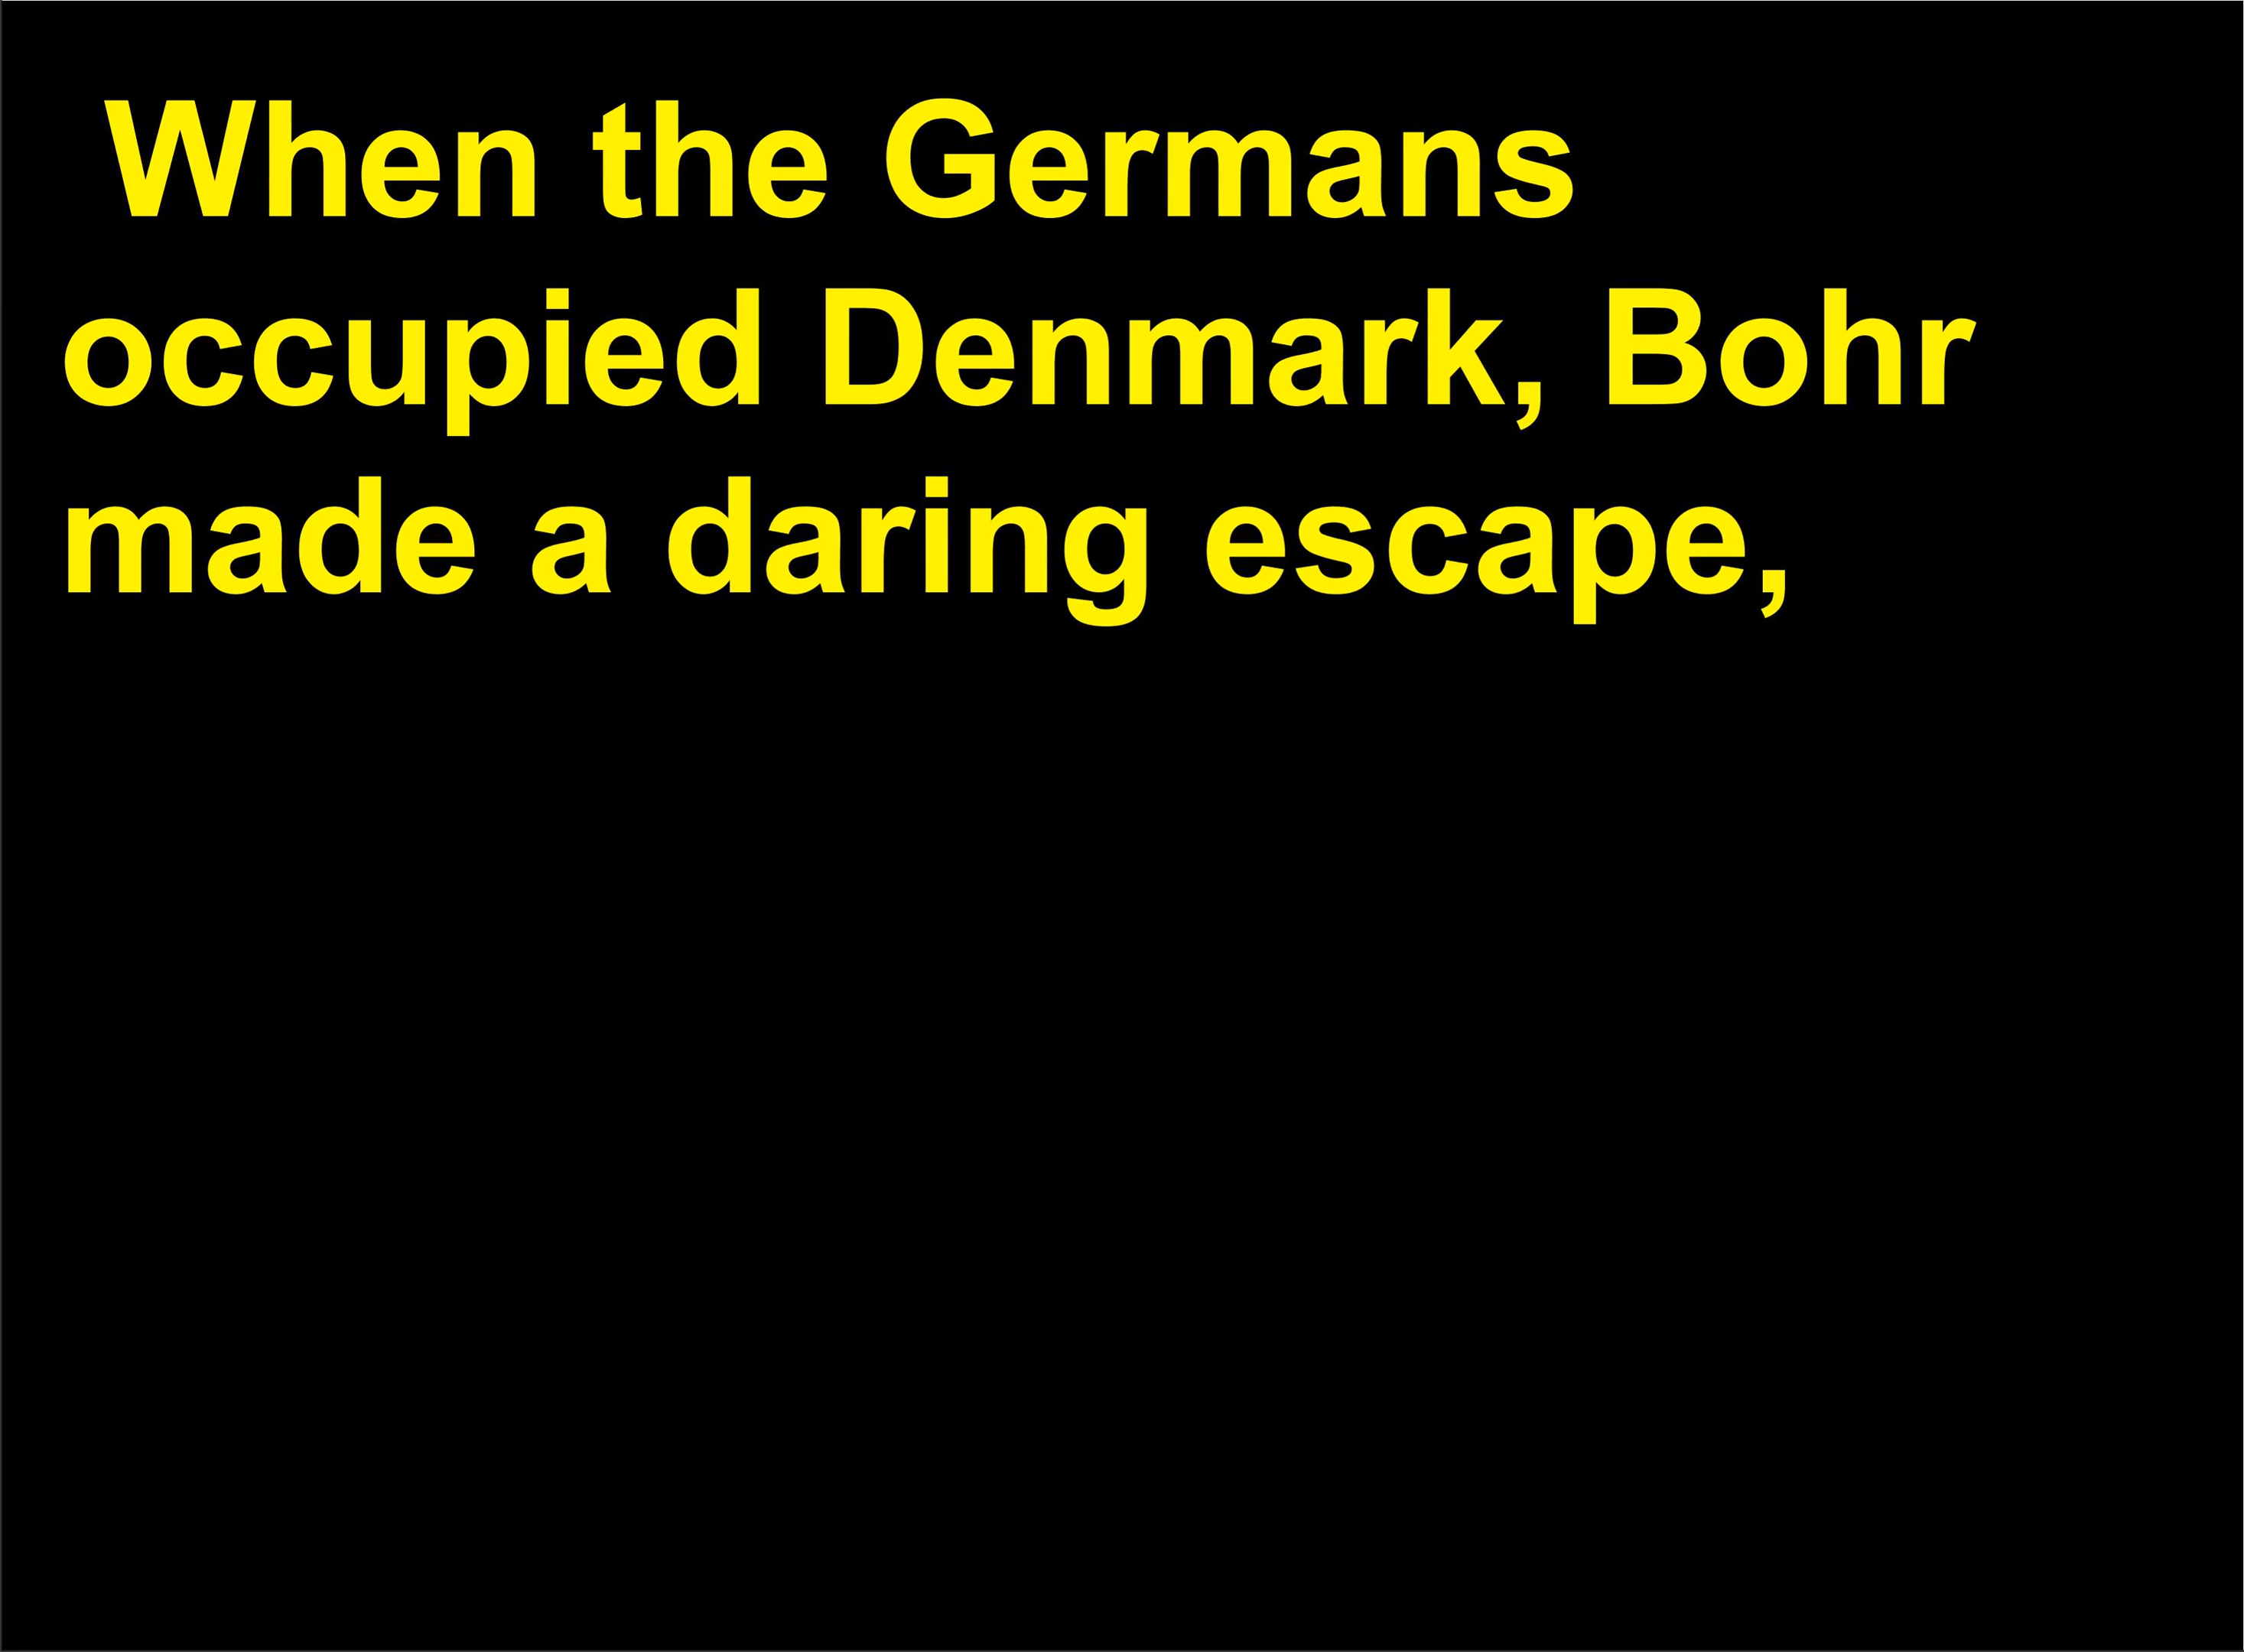 When the Germans
occupied Denmark, Bohr
made a daring escape,